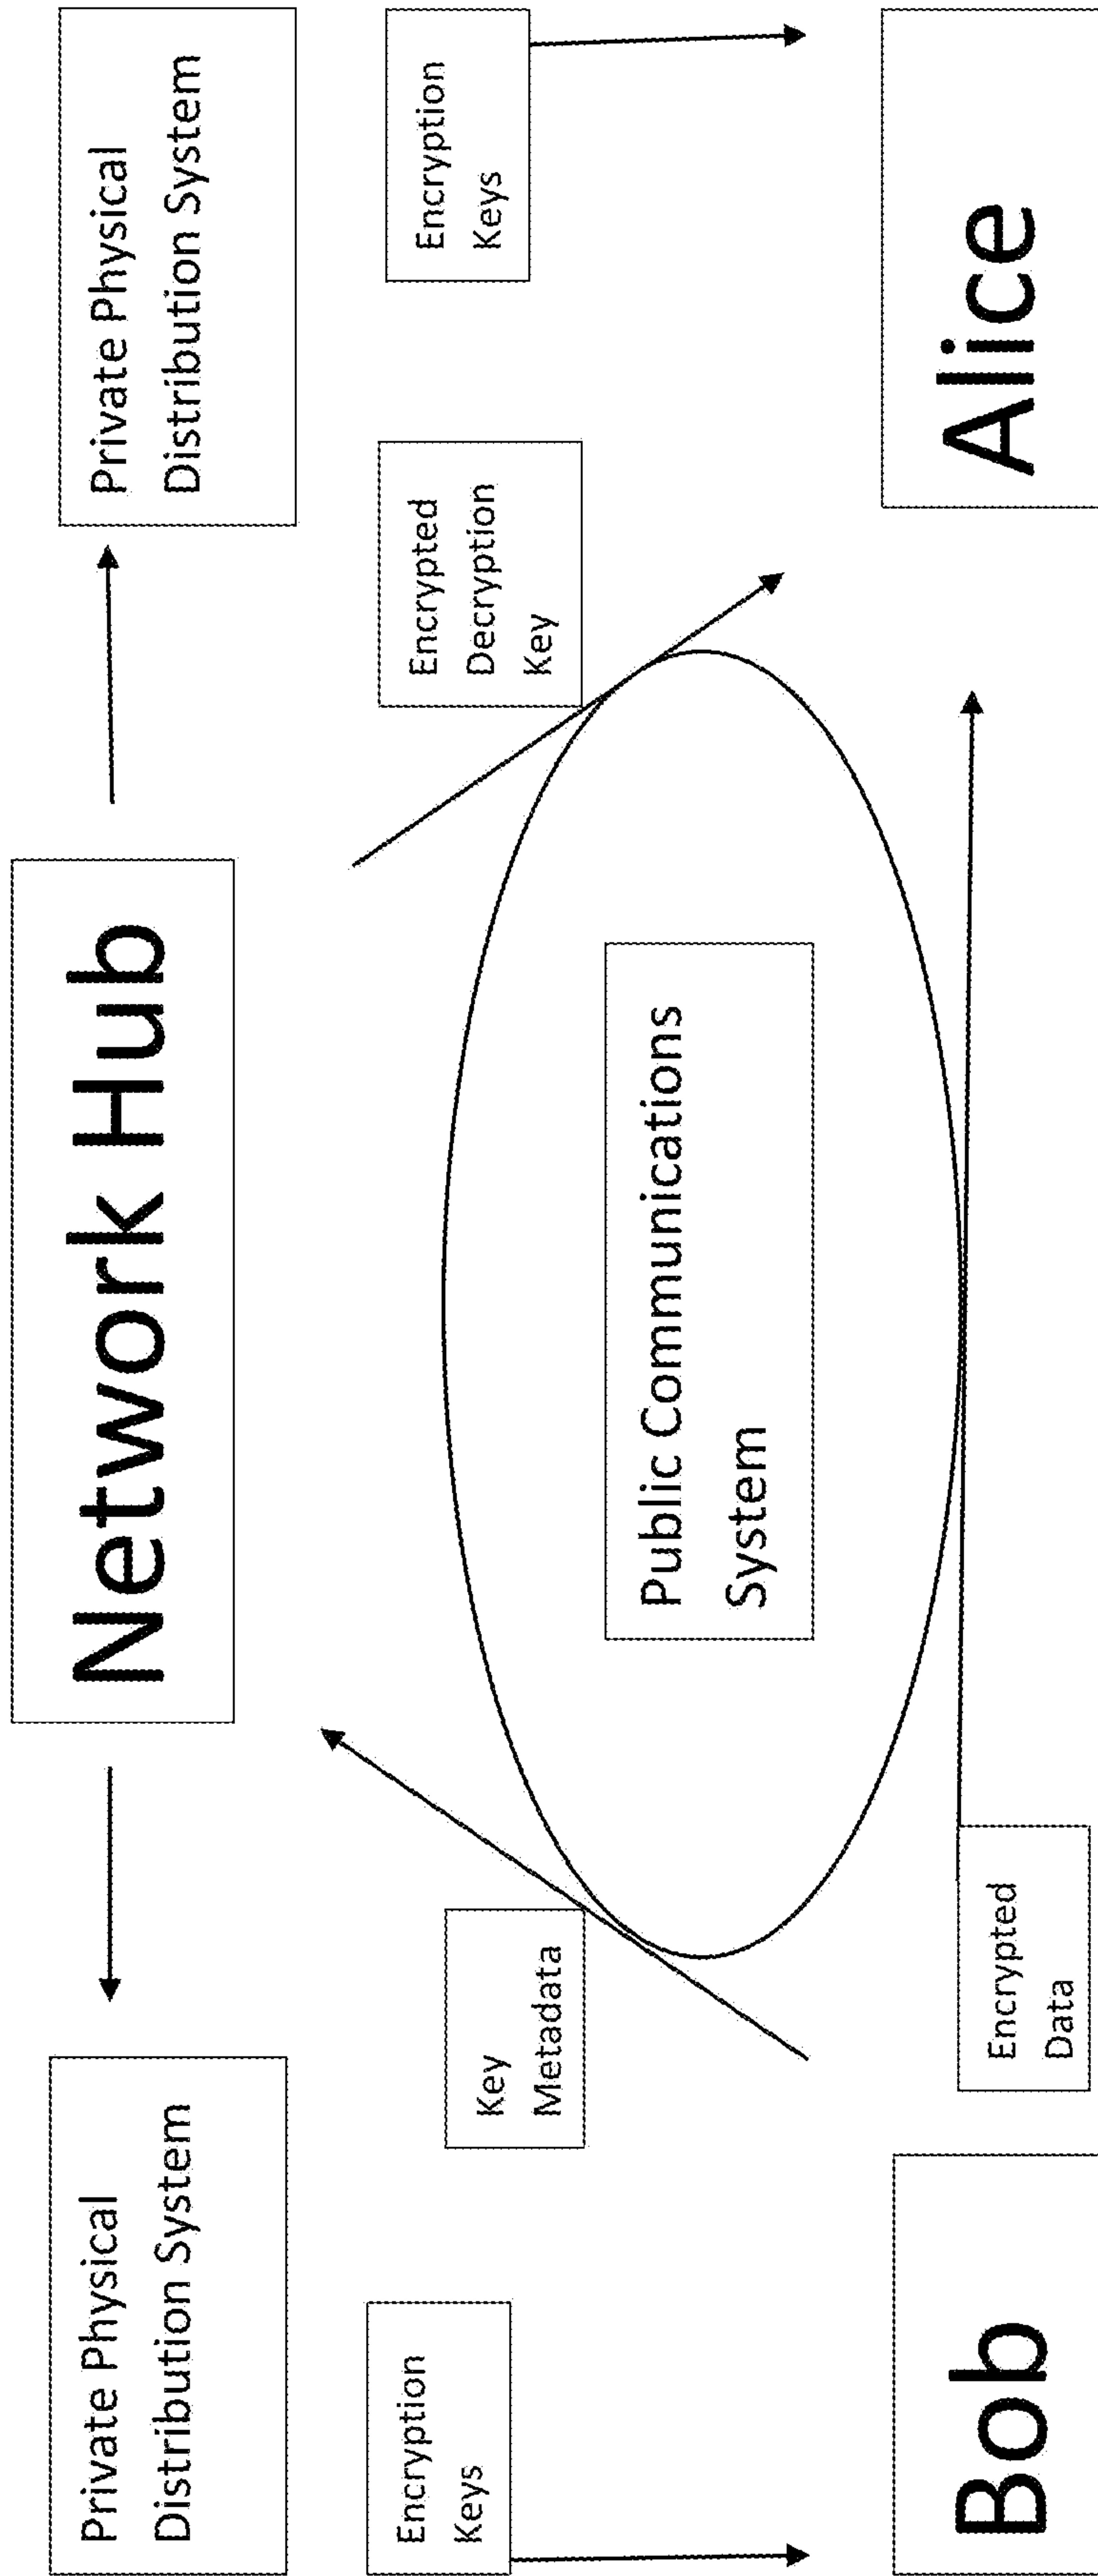 Private Physical
Distribution System
Network Hub
Private Physical
Distribution System
Encryption
Keys
Key
Metadata
Encrypted
Decryption
Key
Encryption
Keys
Public Communications
System
Bob
Encrypted
Data
Alice